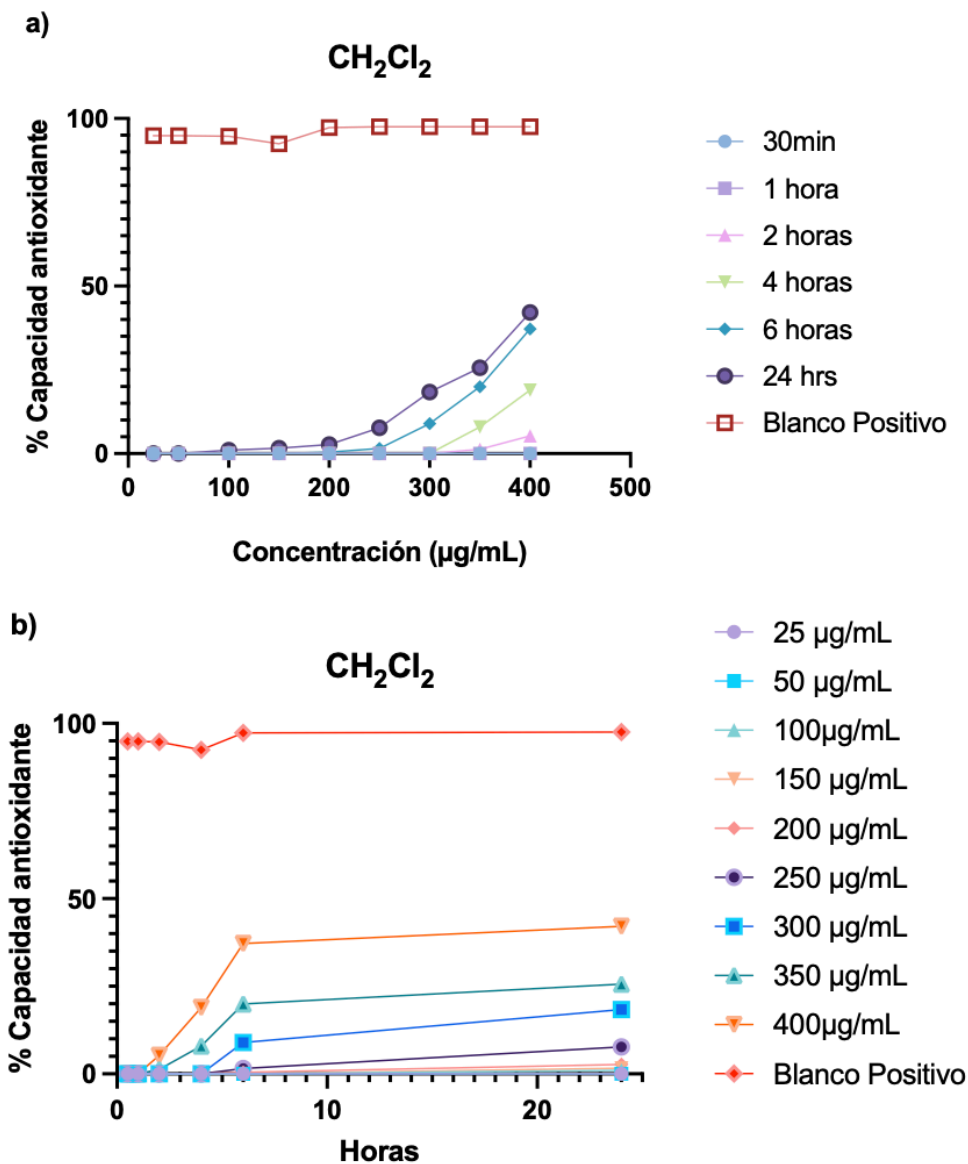 a)
CH₂Cl₂
% Capacidad antioxidante
100
50
0
0
100
200
300
400
500
Concentración (µg/mL)
30min
1 hora
2 horas
4 horas
6 horas
24 hrs
Blanco Positivo
b)
CH₂Cl₂
% Capacidad antioxidante
100
50
0
0
10
20
Horas
25 µg/mL
50 µg/mL
100µg/mL
150 µg/mL
200 µg/mL
250 µg/mL
300 µg/mL
350 µg/mL
400µg/mL
Blanco Positivo